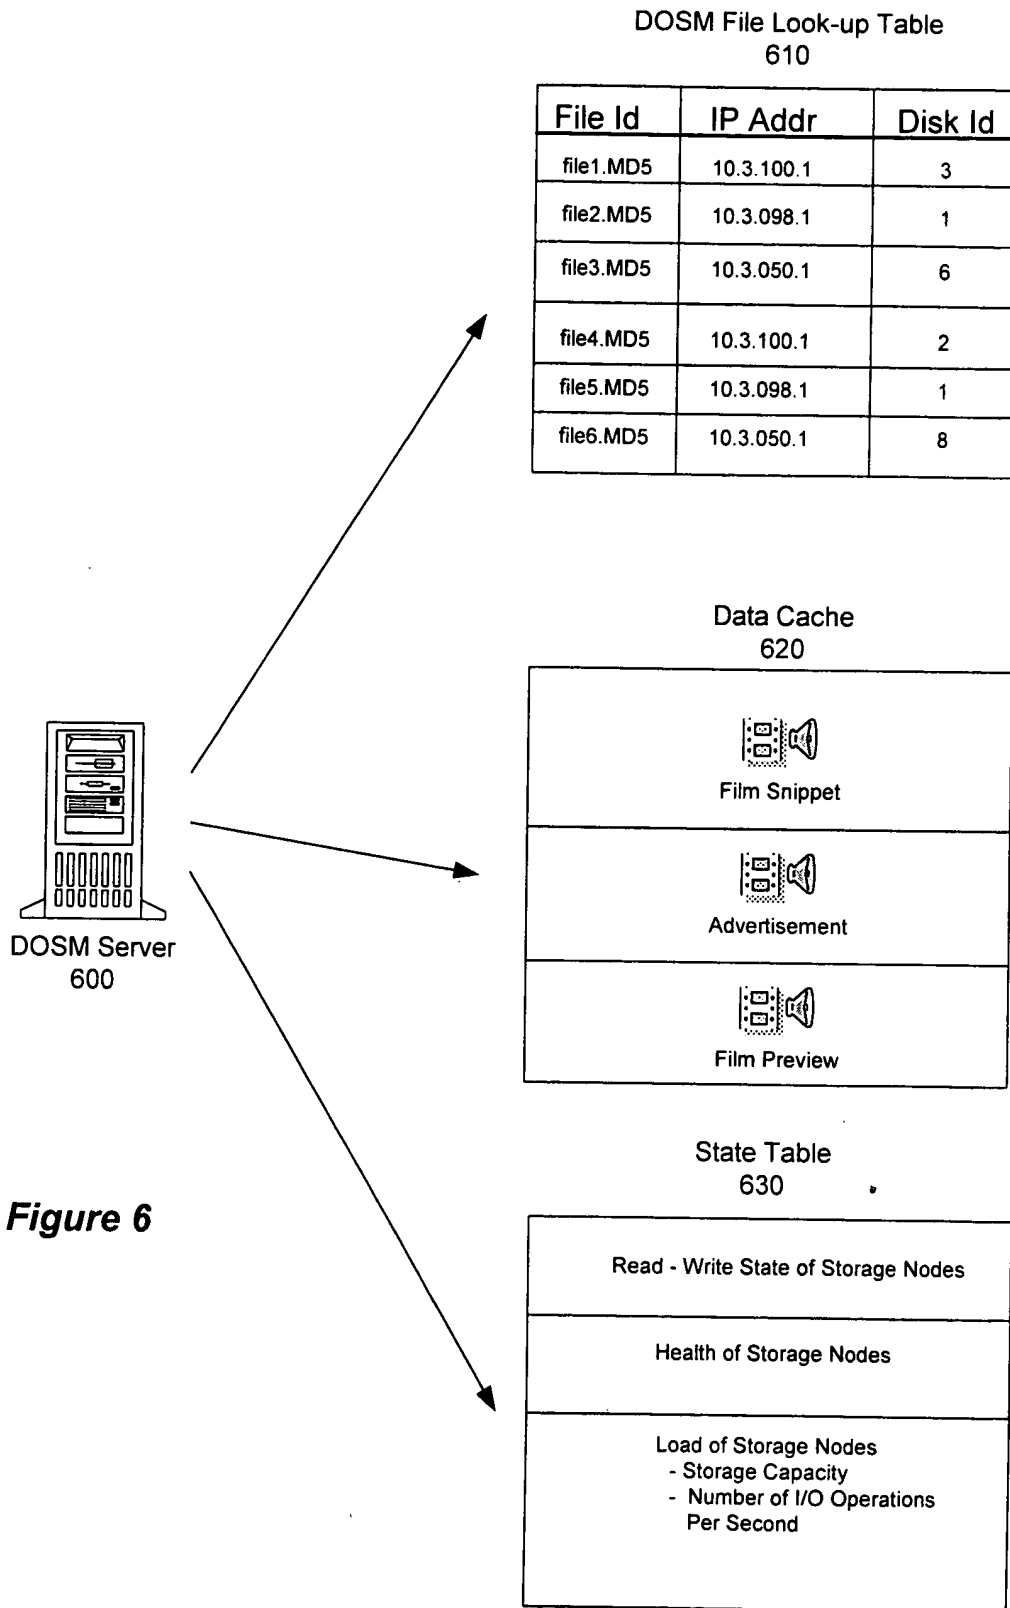 DOSM File Look-up Table
610
File Id IP Addr Disk Id
file1.MD5 10.3.100.1 3
file2.MD5 10.3.098.1 1
file3.MD5 10.3.050.1 6
file4.MD5 10.3.100.1 2
file5.MD5 10.3.098.1 1
file6.MD5 10.3.050.1 8
Data Cache
620
Film Snippet
Advertisement
Film Preview
DOSM Server
600
State Table
630
Read - Write State of Storage Nodes
Health of Storage Nodes
Load of Storage Nodes
- Storage Capacity
- Number of I/O Operations
Per Second
Figure 6